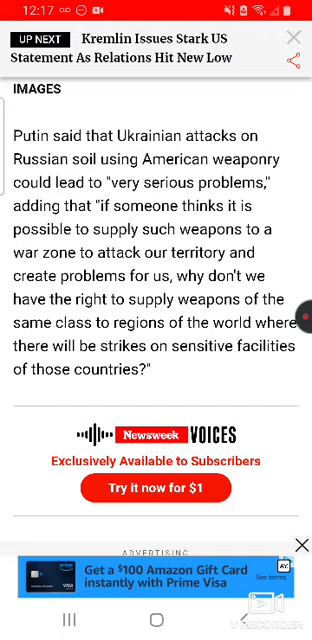 12:17
UP NEXT Kremlin Issues Stark US
Statement As Relations Hit New Low
IMAGES
Putin said that Ukrainian attacks on
Russian soil using American weaponry
could lead to "very serious problems,"
adding that "if someone thinks it is
possible to supply such weapons to a
war zone to attack our territory and
create problems for us, why don't we
have the right to supply weapons of the
same class to regions of the world where
there will be strikes on sensitive facilities
of those countries?"
Newsweek VOICES
Exclusively Available to Subscribers
Try it now for $1
ADVERTISING
prime
VISA
Get a $100 Amazon Gift Card
instantly with Prime Visa
See terms
V RECORDER